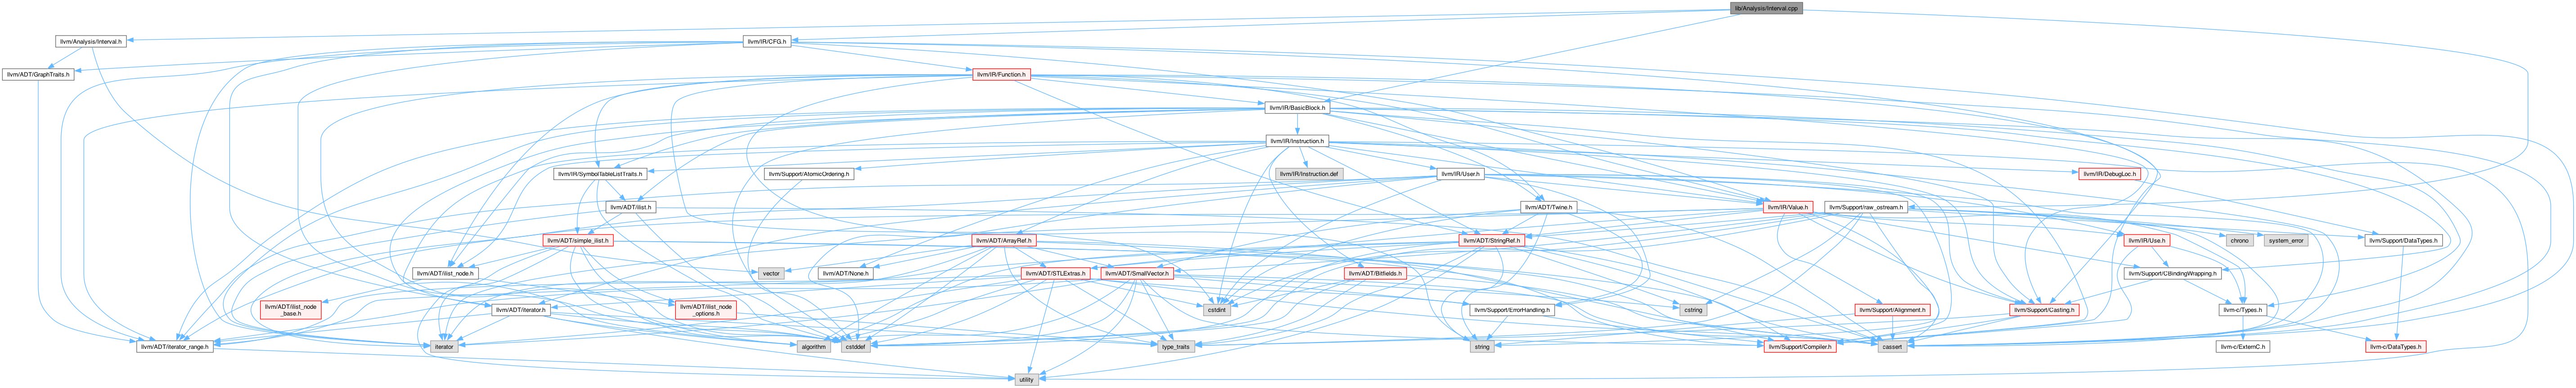 lib/Analysis/Interval.cpp
llvm/Analysis/Interval.h
llvm/IR/CFG.h
llvm/ADT/GraphTraits.h
llvm/IR/Function.h
llvm/IR/BasicBlock.h
llvm/IR/Instruction.h
llvm/IR/SymbolTableListTraits.h
llvm/Support/AtomicOrdering.h
llvm/IR/Instruction.def
llvm/IR/User.h
llvm/IR/DebugLoc.h
llvm/ADT/ilist.h
llvm/ADT/Twine.h
llvm/IR/Value.h
llvm/Support/raw_ostream.h
llvm/ADT/simple_ilist.h
llvm/ADT/ArrayRef.h
llvm/ADT/StringRef.h
llvm/IR/Use.h
chrono
system_error
llvm/Support/DataTypes.h
llvm/ADT/ilist_node.h
vector
llvm/ADT/None.h
llvm/ADT/STLExtras.h
llvm/ADT/SmallVector.h
llvm/ADT/Bitfields.h
llvm/Support/CBindingWrapping.h
llvm/ADT/ilist_node
_base.h
llvm/ADT/iterator.h
llvm/ADT/ilist_node
_options.h
cstdint
llvm/Support/ErrorHandling.h
cstring
llvm/Support/Alignment.h
llvm/Support/Casting.h
llvm-c/Types.h
llvm/ADT/iterator_range.h
iterator
algorithm
cstddef
type_traits
string
llvm/Support/Compiler.h
cassert
llvm-c/ExternC.h
llvm-c/DataTypes.h
utility